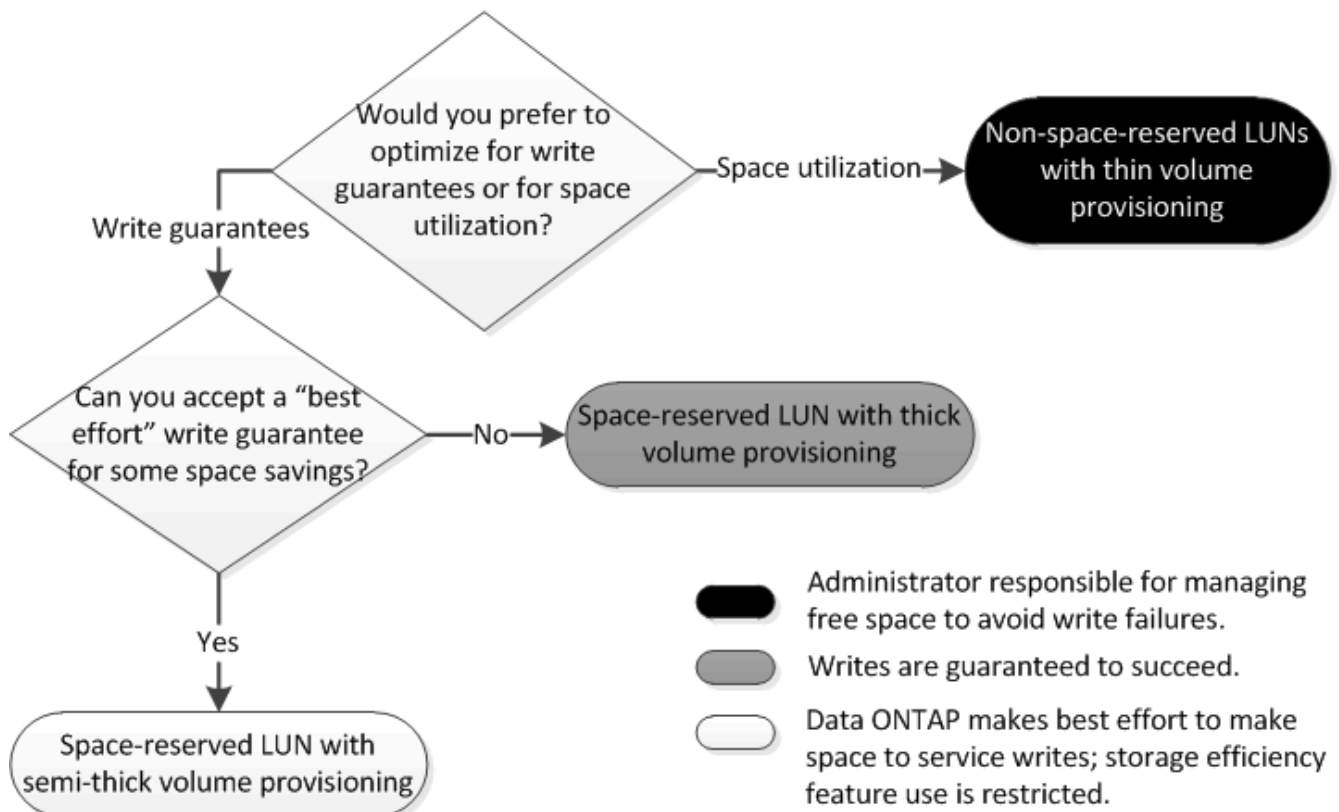 Would you prefer to
optimize for write
guarantees or for space
utilization?
Space utilization
Non-space-reserved LUNs
with thin volume
provisioning
Write guarantees
Can you accept a “best
effort” write guarantee
for some space savings?
No
Space-reserved LUN with thick
volume provisioning
Yes
Space-reserved LUN with
semi-thick volume provisioning
Administrator responsible for managing
free space to avoid write failures.
Writes are guaranteed to succeed.
Data ONTAP makes best effort to make
space to service writes; storage efficiency
feature use is restricted.